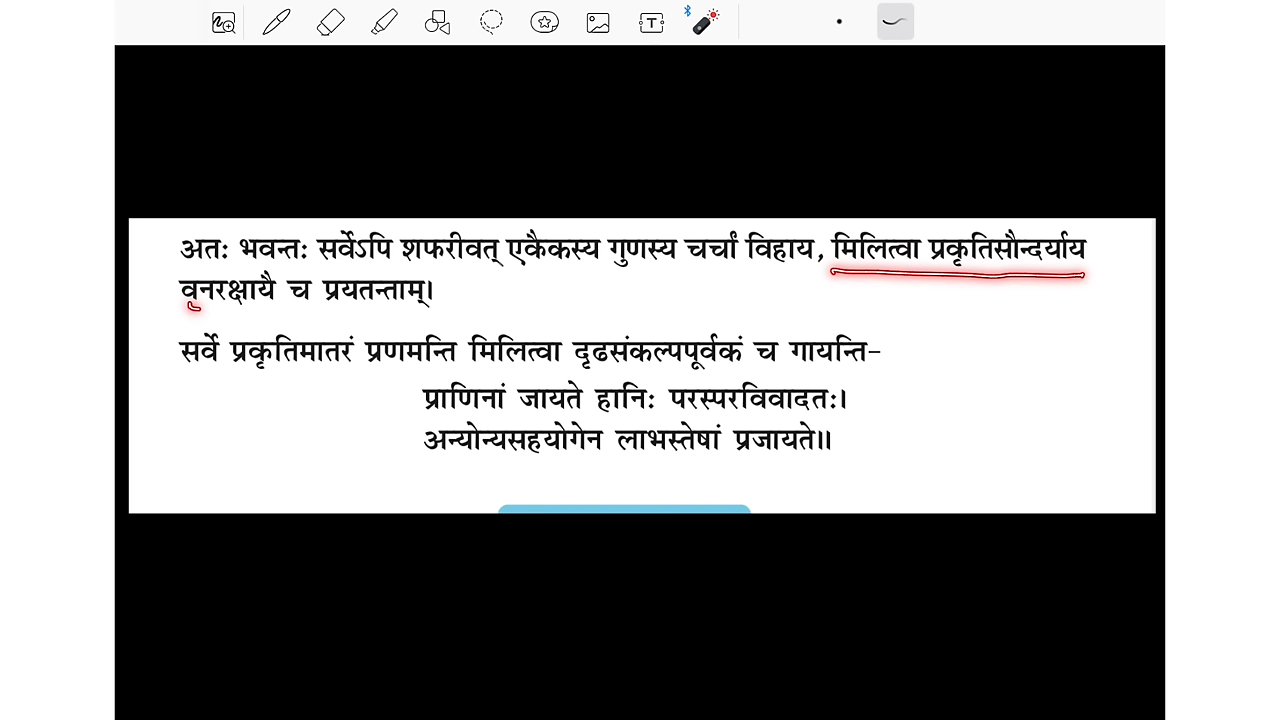 अतः भवन्तः सर्वेऽपि शफरीवत् एकैकस्य गुणस्य चर्चां विहाय, मिलित्वा प्रकृतिसौन्दर्याय
वनरक्षायै च प्रयतन्ताम्।
सर्वे प्रकृतिमातरं प्रणमन्ति मिलित्वा दृढसंकल्पपूर्वकं च गायन्ति-
प्राणिनां जायते हानिः परस्परविवादतः।
अन्योन्यसहयोगेन लाभस्तेषां प्रजायते॥